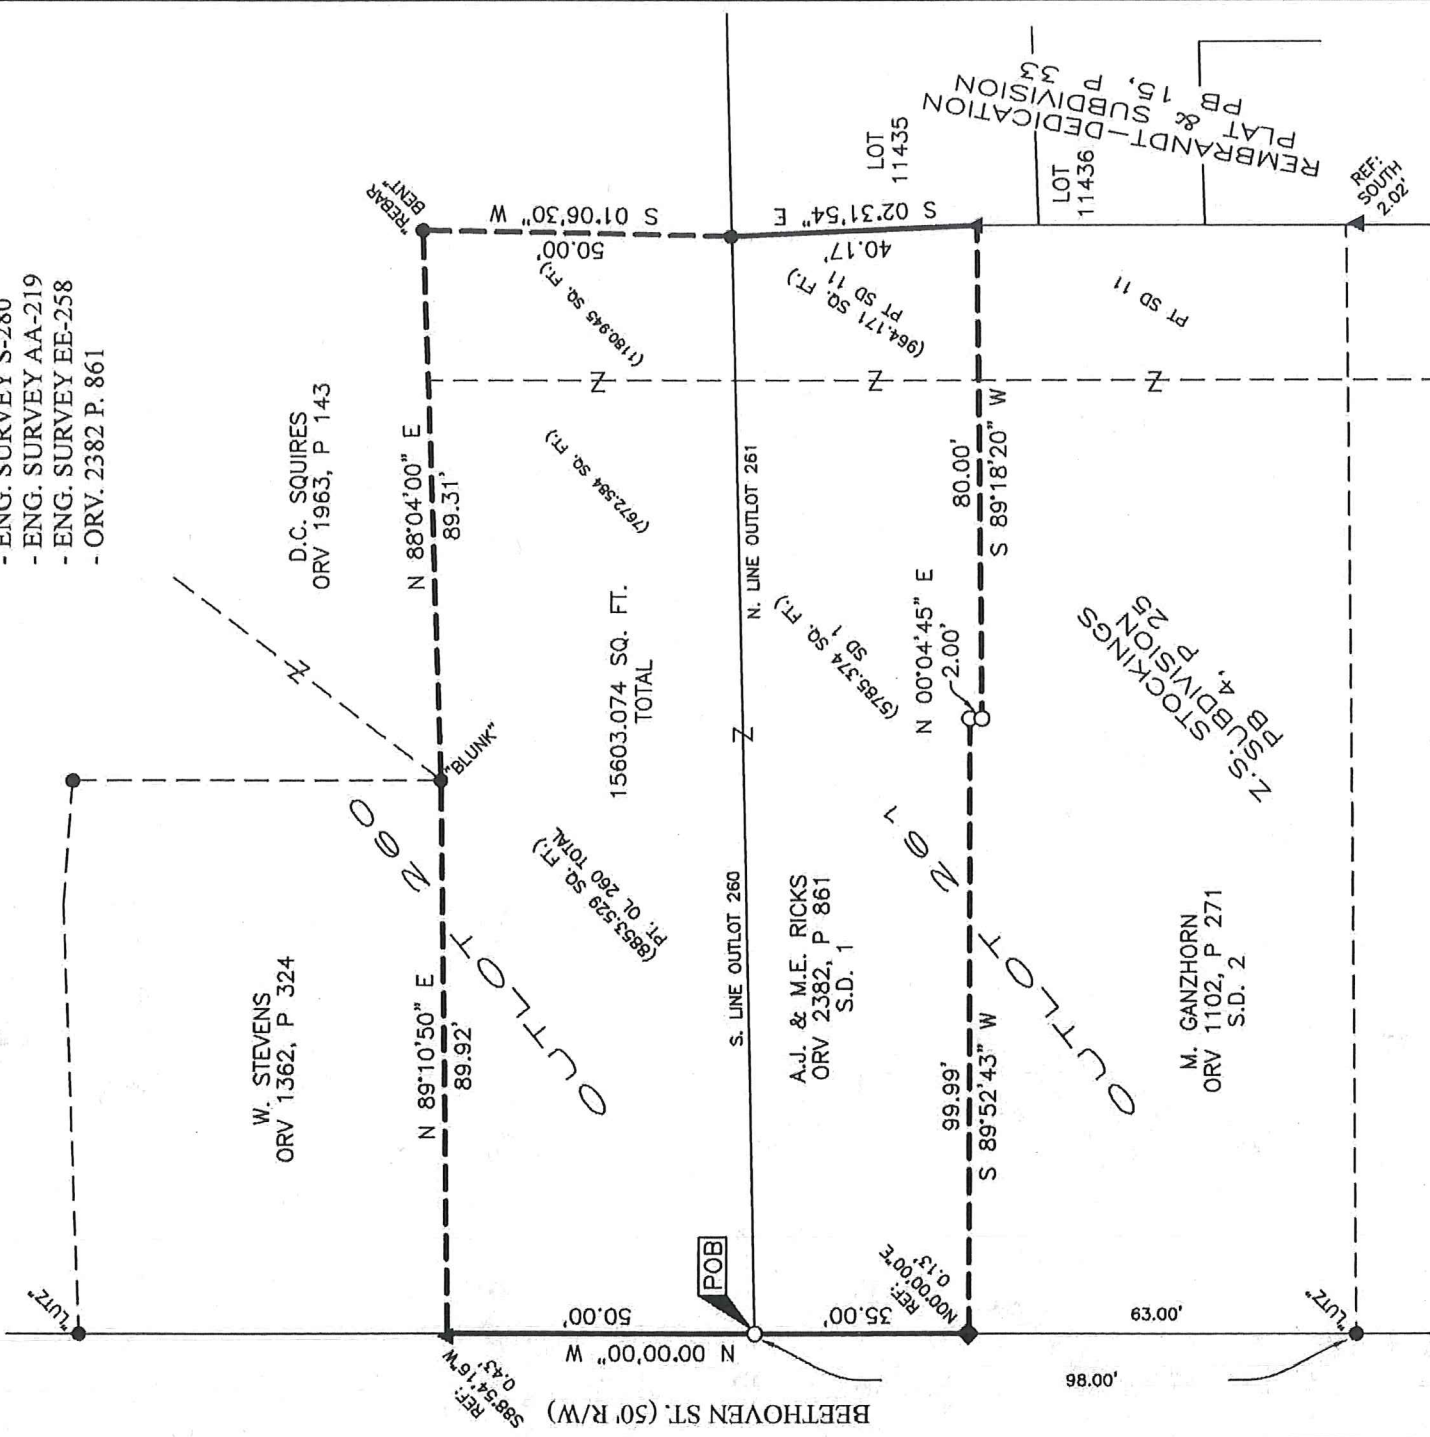 - ENG. SURVEY S-280
- ENG. SURVEY AA-219
- ENG. SURVEY EE-258
- ORV. 2382 P. 861
D.C. SQUIRES
ORV 1963, P 143
N 88°04'00" E
89.31'
"REBAR
BENT"
S 01°06'30" W
50.00'
(1180.945 SQ. FT.)
Z
LOT
11435
S 02°31'54" E
40.17'
(964.171 SQ. FT.)
PT SD 11
Z
REMBRANDT-DEDICATION
PLAT & SUBDIVISION
PB 15, P 33
LOT
11436
REF:
SOUTH
2.02'
PT SD 11
Z
Z
(7672.584 SQ. FT.)
N. LINE OUTLOT 261
80.00'
S 89°18'20" W
"BLUNK"
15603.074 SQ. FT.
TOTAL
Z
(5785.374 SQ. FT.)
SD 1
N 00°04'45" E
2.00'
Z.S. STOCKINGS
SUBDIVISION
PB 4, P 25
OUTLOT 260
(8853.529 SQ. FT.)
PT. OL 260 TOTAL
S. LINE OUTLOT 260
W. STEVENS
ORV 1362, P 324
N 89°10'50" E
89.92'
A.J. & M.E. RICKS
ORV 2382, P 861
S.D. 1
OUTLOT 261
99.99'
S 89°52'43" W
M. GANZHORN
ORV 1102, P 271
S.D. 2
"LUTZ"
REF:
S88°54'16"W
0.43'
50.00'
N 00°00'00" W
POB
35.00'
REF:
N00°00'00"E
0.13'
63.00'
"LUTZ"
98.00'
BEETHOVEN ST. (50' R/W)